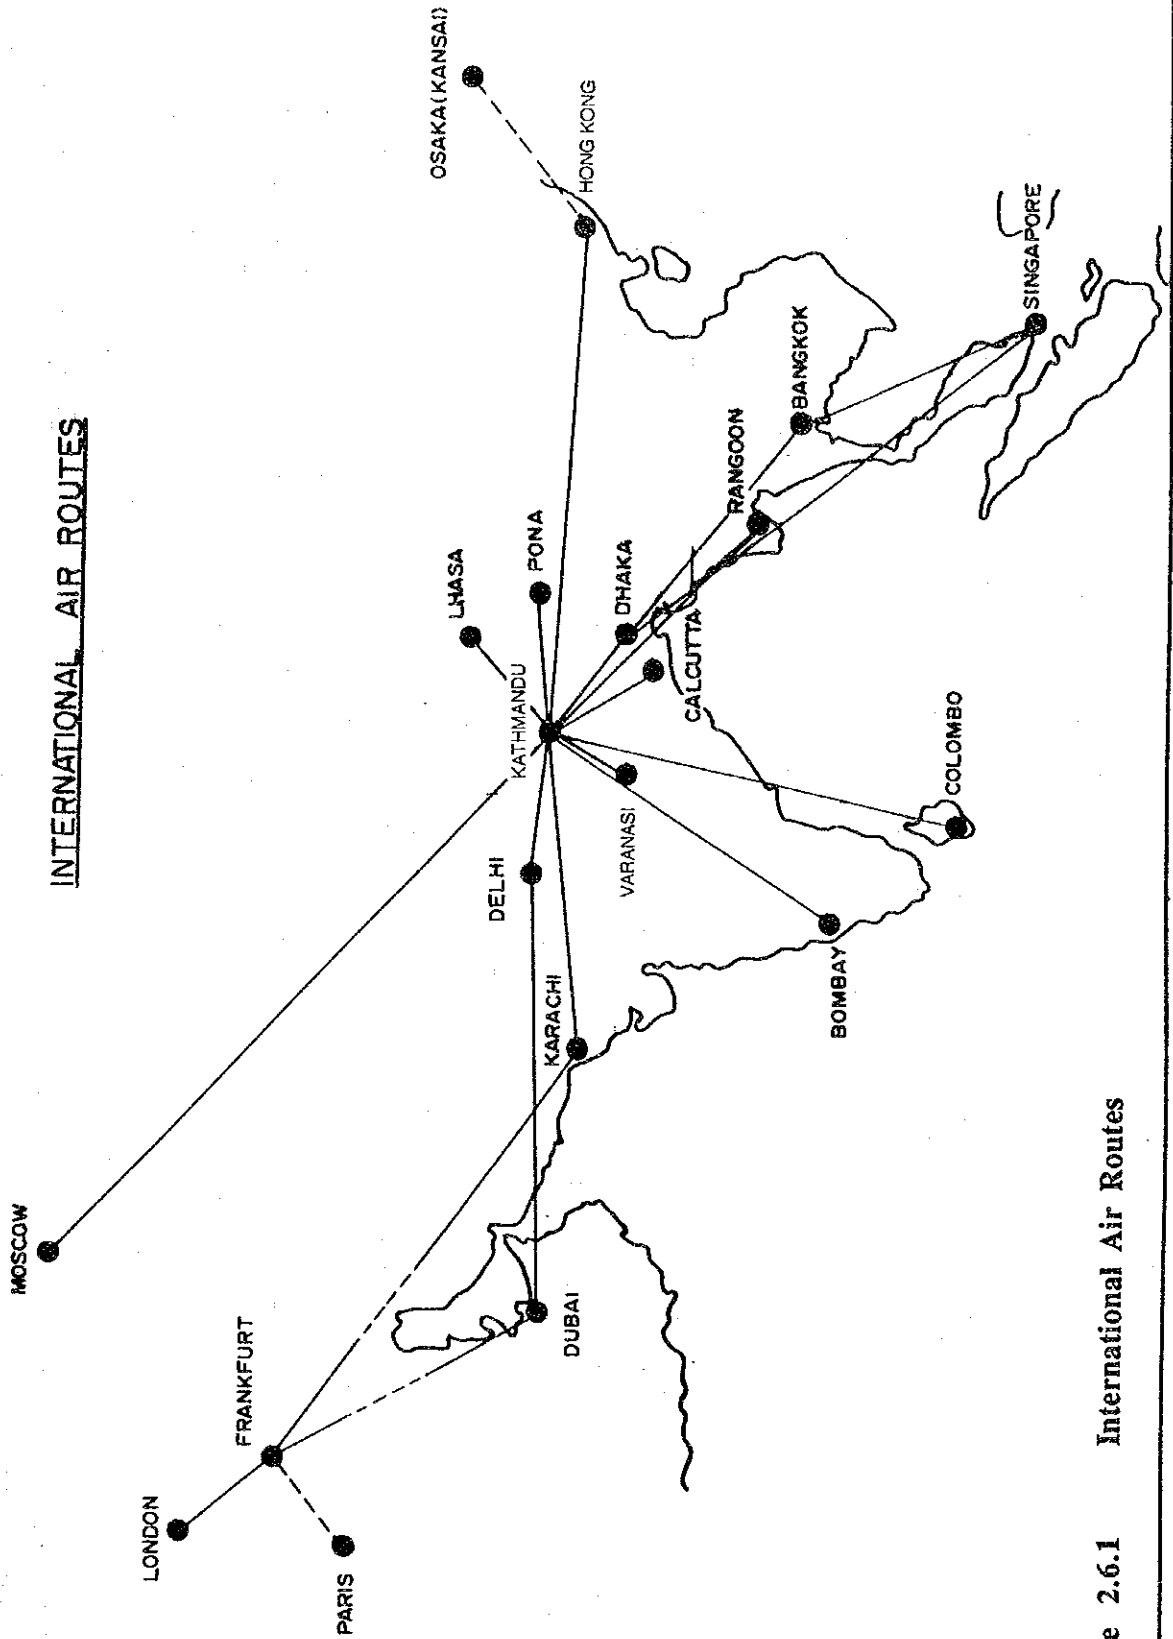 INTERNATIONAL AIR ROUTES
MOSCOW
LONDON
FRANKFURT
PARIS
OSAKA(KANSAI)
LHASA
PONA
KATHMANDU
DELHI
HONG KONG
KARACHI
DUBAI
DHAKA
VARANASI
CALCUTTA
RANGOON
BANGKOK
BOMBAY
COLOMBO
SINGAPORE
e 2.6.1 International Air Routes